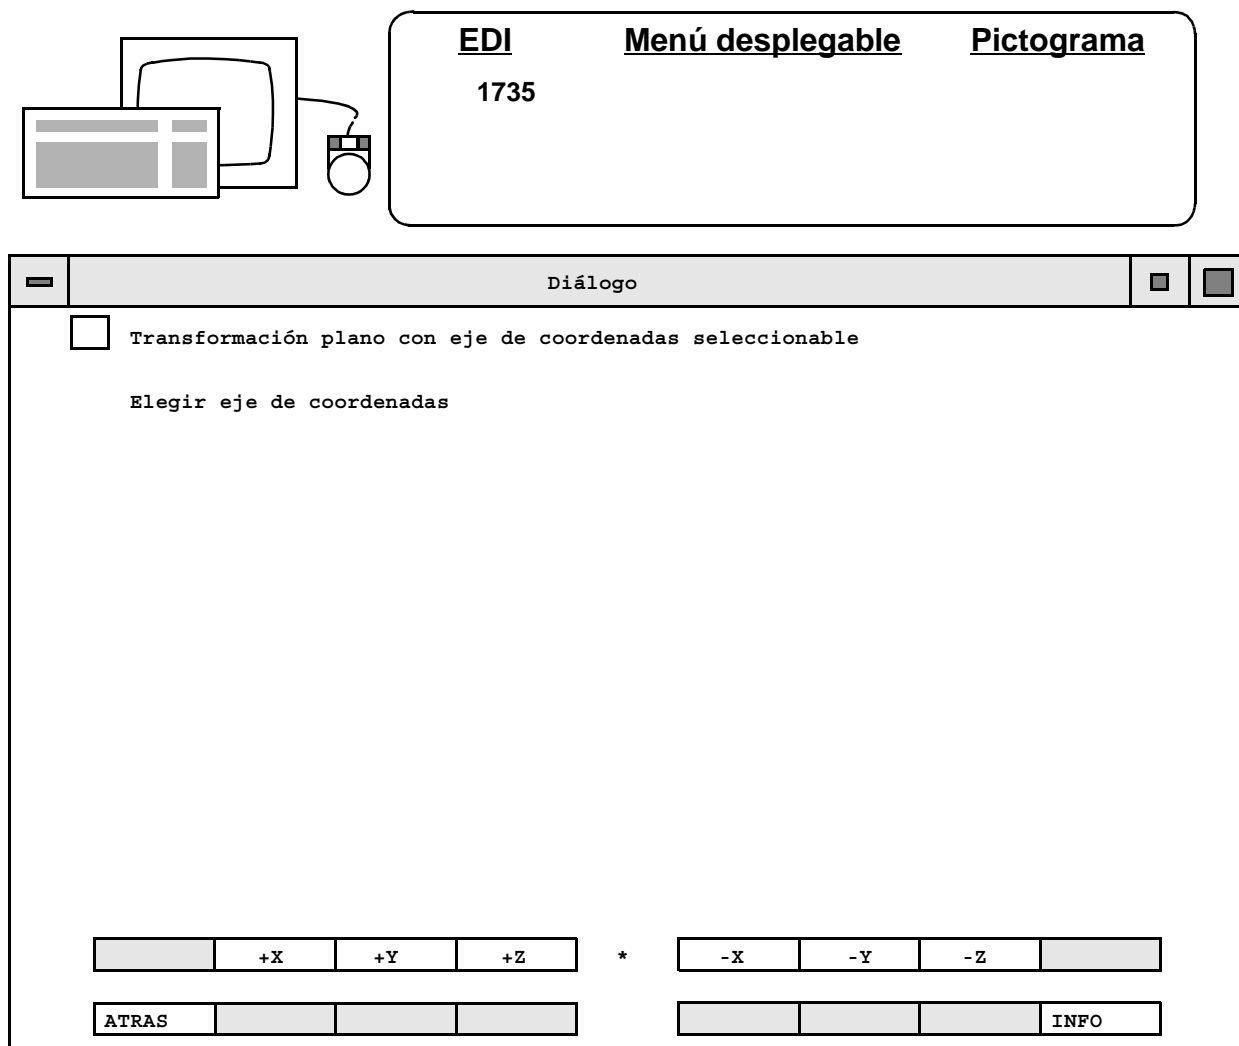 EDI Menú desplegable Pictograma
1735
Diálogo
Transformación plano con eje de coordenadas seleccionable
Elegir eje de coordenadas
+X +Y +Z * -X -Y -Z
ATRAS INFO